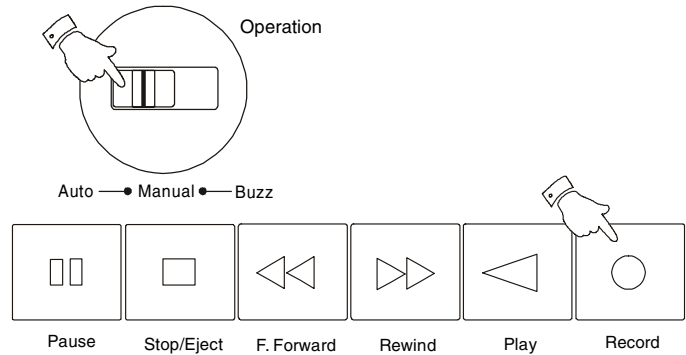 Operation
Auto Manual Buzz
Pause Stop/Eject F. Forward Rewind Play Record